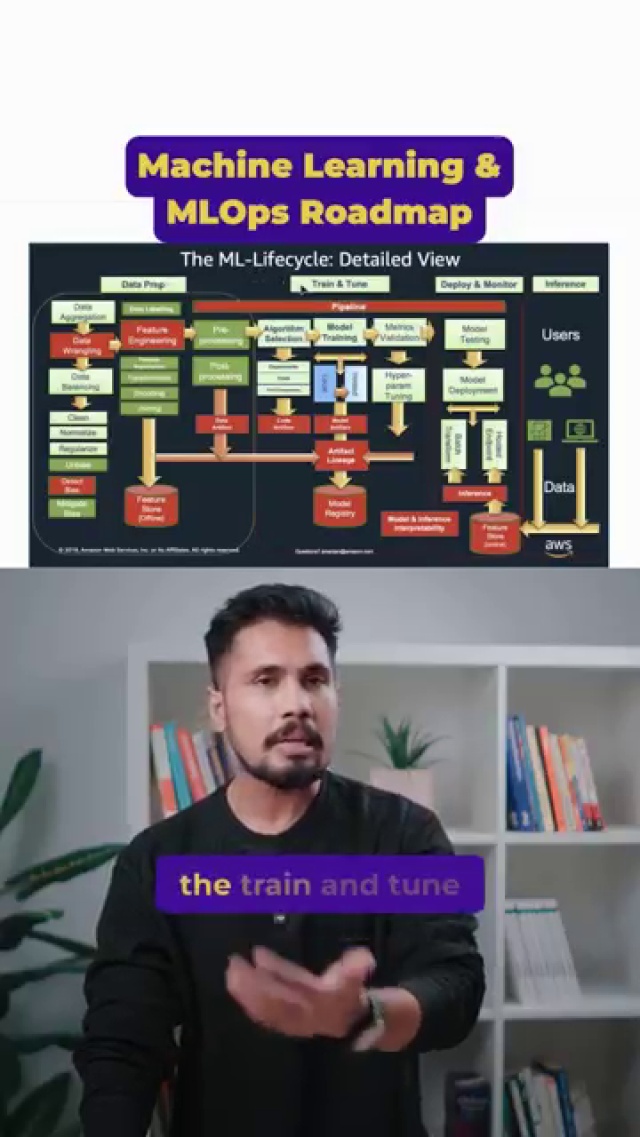 Machine Learning &
MLOps Roadmap
The ML-Lifecycle: Detailed View
Data Prep
Train & Tune
Deploy & Monitor
Inference
Pipeline
Data
Aggregation
Data
Wrangling
Data
Balancing
Clean
Normalize
Regularize
Unbias
Detect
Bias
Mitigate
Bias
Data Labelling
Feature
Engineering
Encoding
Feature
Store
(Offline)
Pre-
processing
Data
Artifact
Algorithm
Selection
Code
Artifact
Model
Training
Model
Artifact
Artifact
Lineage
Model
Registry
Metrics
Validation
Hyper-
param
Tuning
Model & Inference
Interpretability
Model
Testing
Model
Deployment
Batch
Transform
Hosted
Endpoint
Inference
Feature
Store
(online)
Users
Data
aws
the train and tune